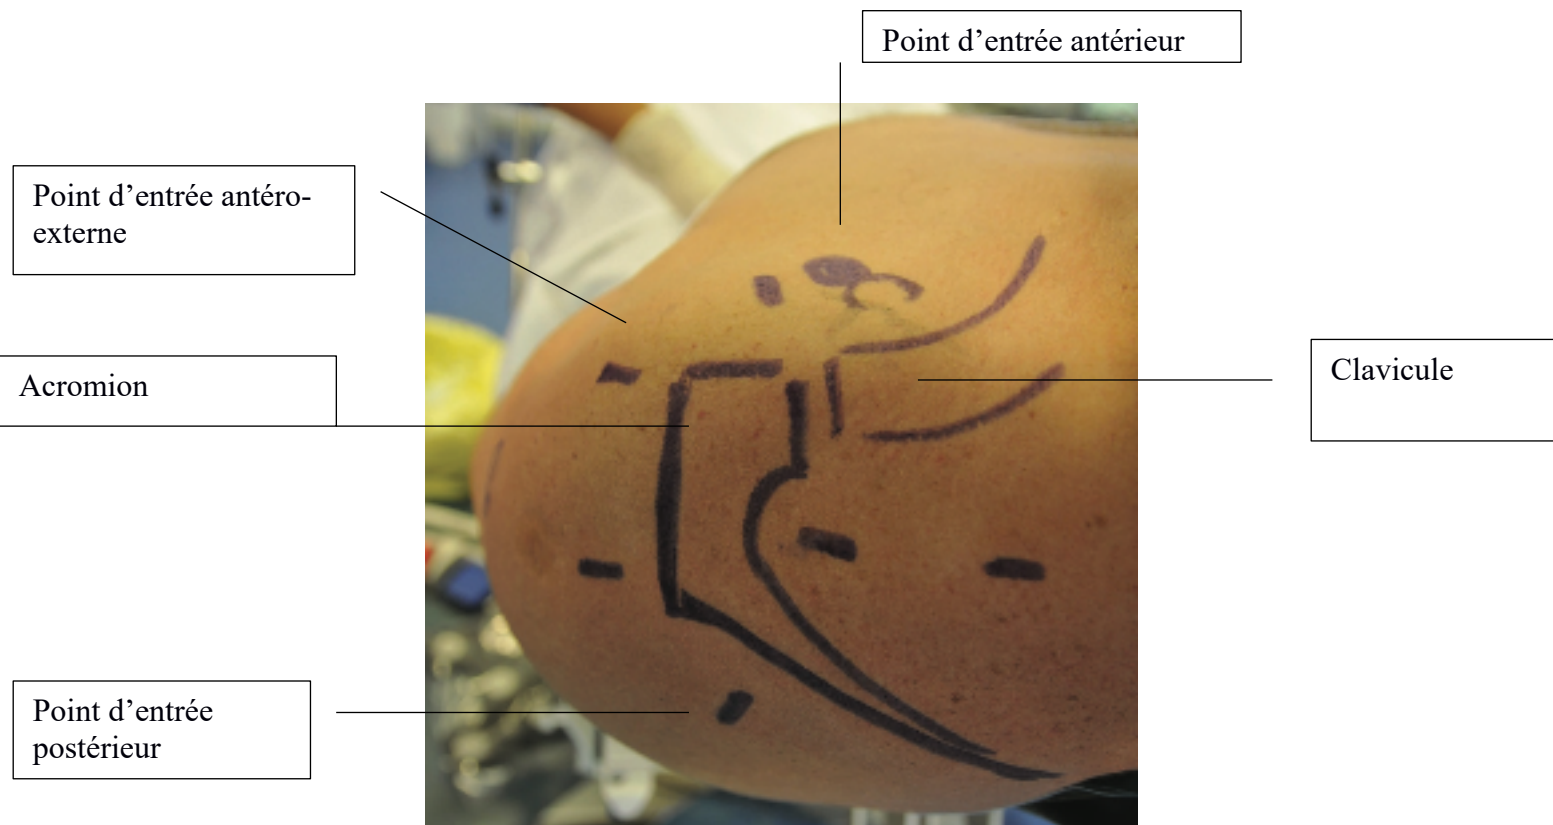 Point d’entrée antérieur
Point d’entrée antéro-
externe
Acromion
Clavicule
Point d’entrée
postérieur